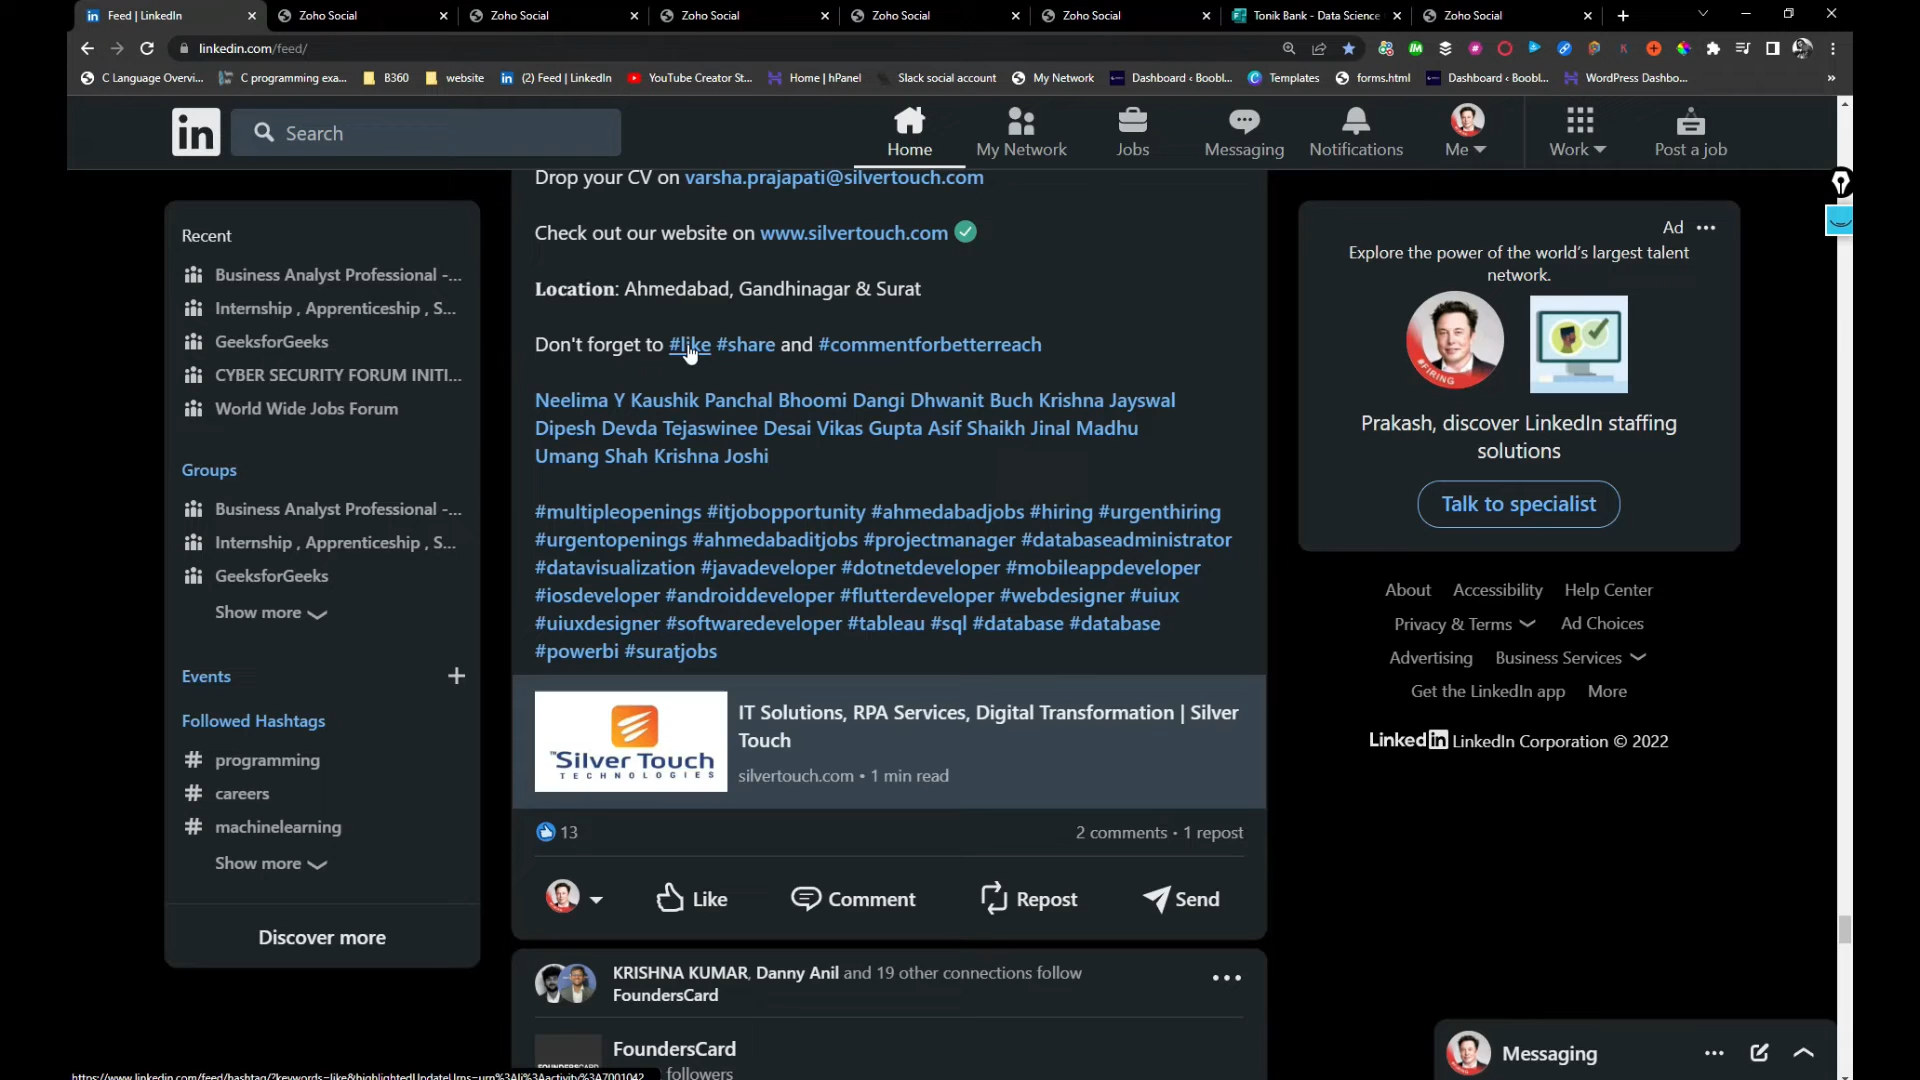 Feed | LinkedIn
Zoho Social
Zoho Social
Zoho Social
Zoho Social
Zoho Social
Tonik Bank - Data Science
Zoho Social
linkedin.com/feed/
C Language Overvi...
C programming exa...
B360
website
(2) Feed | LinkedIn
YouTube Creator St...
Home | hPanel
Slack social account
My Network
Dashboard ‹ Boobl...
Templates
forms.html
Dashboard ‹ Boobl...
WordPress Dashbo...
»
in
Search
Home
My Network
Jobs
Messaging
Notifications
Me
Work
Post a job
Recent
Business Analyst Professional -...
Internship , Apprenticeship , S...
GeeksforGeeks
CYBER SECURITY FORUM INITI...
World Wide Jobs Forum
Groups
Business Analyst Professional -...
Internship , Apprenticeship , S...
GeeksforGeeks
Show more
Events
Followed Hashtags
# programming
# careers
# machinelearning
Show more
Discover more
Drop your CV on varsha.prajapati@silvertouch.com
Check out our website on www.silvertouch.com
Location: Ahmedabad, Gandhinagar & Surat
Don't forget to #like #share and #commentforbetterreach
Neelima Y Kaushik Panchal Bhoomi Dangi Dhwanit Buch Krishna Jayswal
Dipesh Devda Tejaswinee Desai Vikas Gupta Asif Shaikh Jinal Madhu
Umang Shah Krishna Joshi
#multipleopenings #itjobopportunity #ahmedabadjobs #hiring #urgenthiring
#urgentopenings #ahmedabaditjobs #projectmanager #databaseadministrator
#datavisualization #javadeveloper #dotnetdeveloper #mobileappdeveloper
#iosdeveloper #androiddeveloper #flutterdeveloper #webdesigner #uiux
#uiuxdesigner #softwaredeveloper #tableau #sql #database #database
#powerbi #suratjobs
™Silver Touch
TECHNOLOGIES
IT Solutions, RPA Services, Digital Transformation | Silver
Touch
silvertouch.com • 1 min read
13
2 comments • 1 repost
Like
Comment
Repost
Send
KRISHNA KUMAR, Danny Anil and 19 other connections follow
FoundersCard
FoundersCard
followers
Ad
Explore the power of the world's largest talent
network.
#FIRING
Prakash, discover LinkedIn staffing
solutions
Talk to specialist
About Accessibility Help Center
Privacy & Terms Ad Choices
Advertising Business Services
Get the LinkedIn app More
LinkedIn LinkedIn Corporation © 2022
Messaging